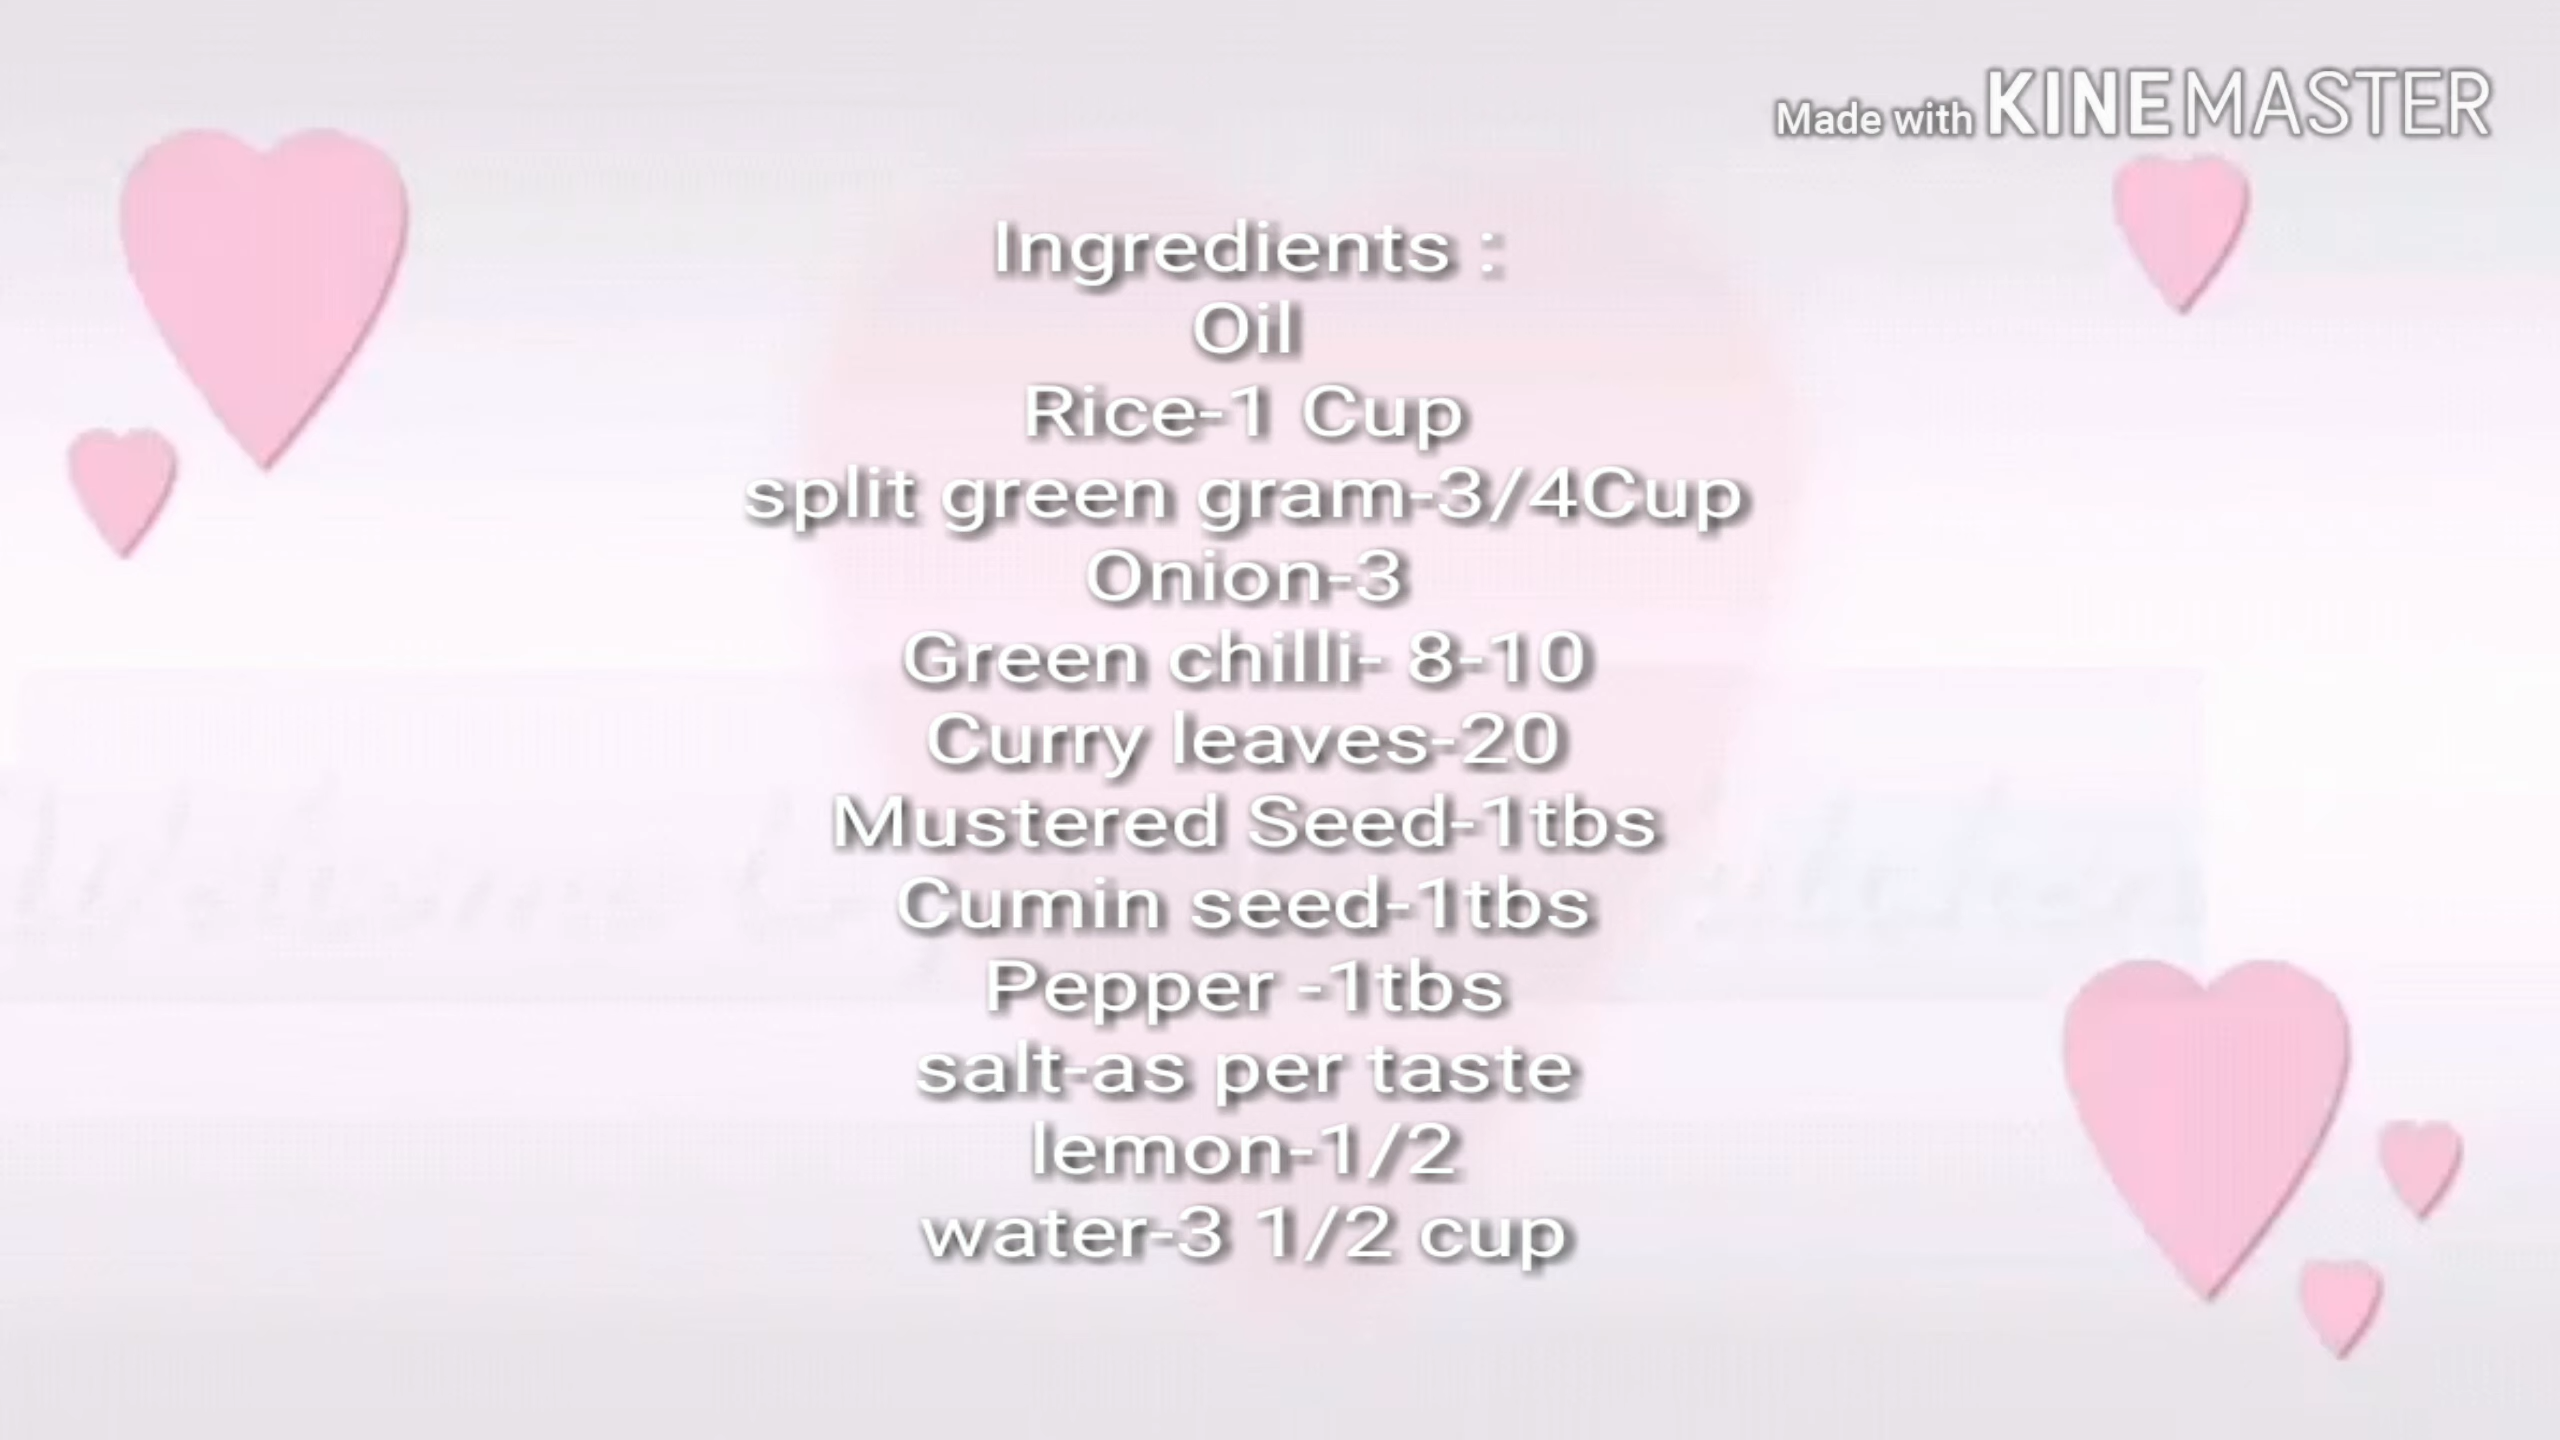 Made with KINEMASTER
Ingredients :
Oil
Rice-1 Cup
split green gram-3/4Cup
Onion-3
Green chilli- 8-10
Curry leaves-20
Mustered Seed-1tbs
Cumin seed-1tbs
Pepper -1tbs
salt-as per taste
lemon-1/2
water-3 1/2 cup